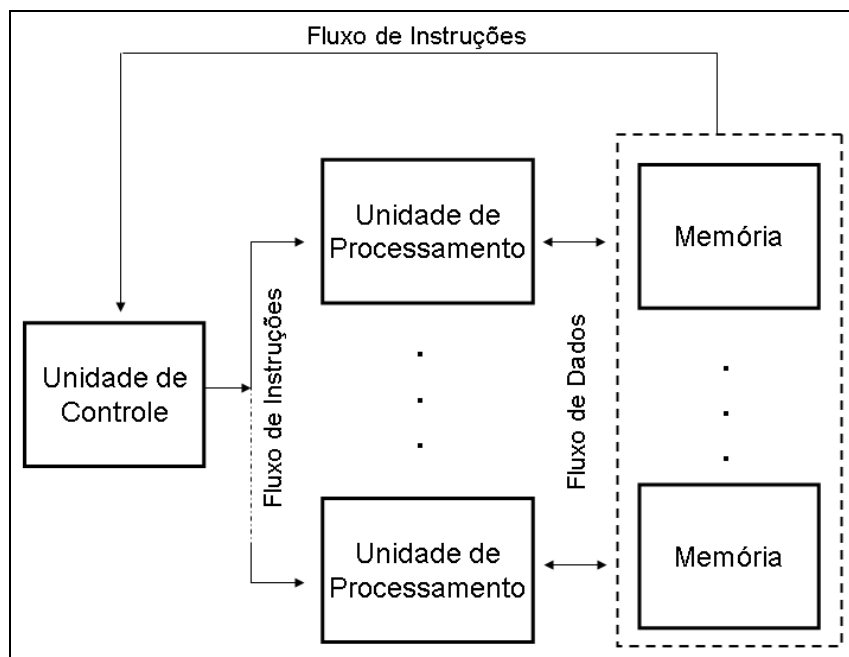 Fluxo de Instruções
Unidade de
Processamento
Memória
Unidade de
Controle
Fluxo de Instruções
Fluxo de Dados
Unidade de
Processamento
Memória